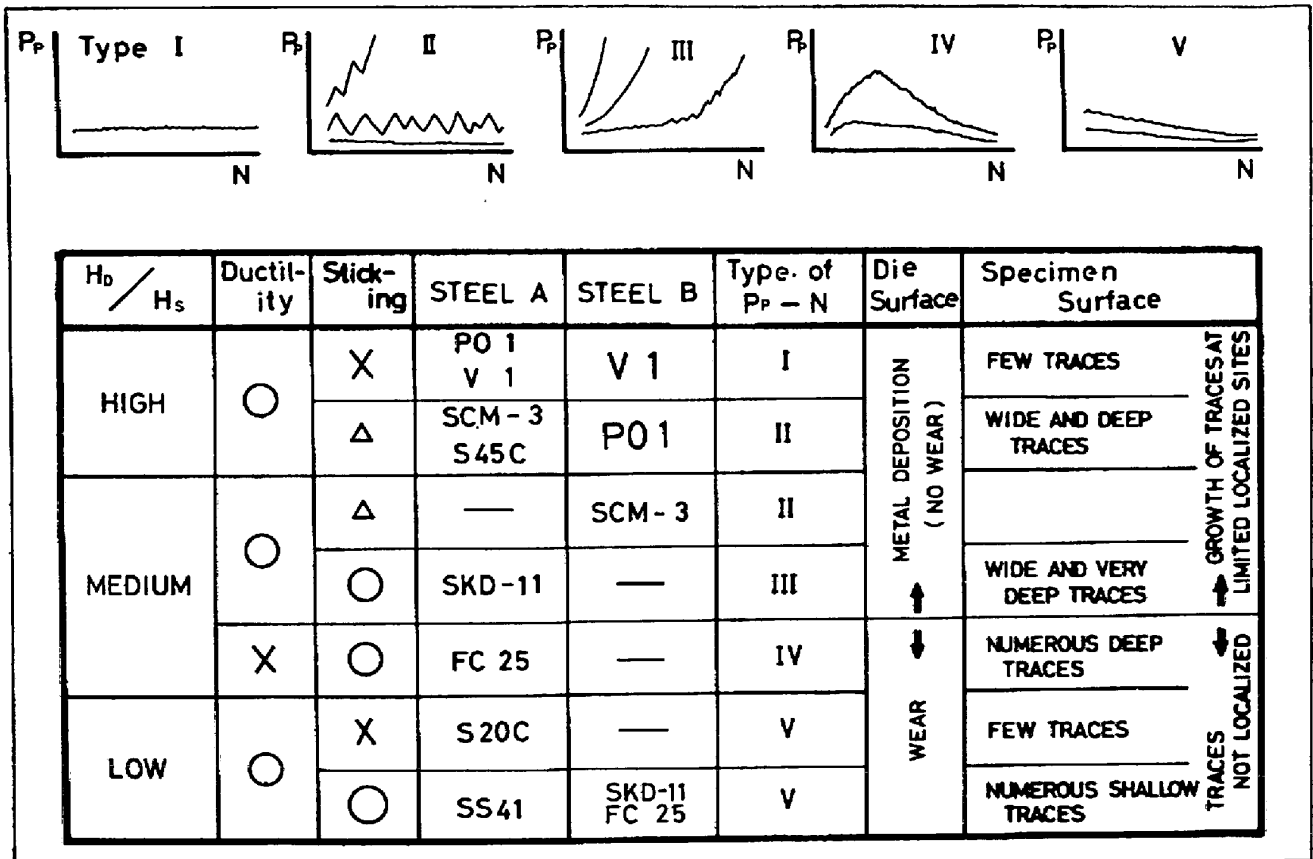 Pₚ Type I
N
Pₚ II
N
Pₚ III
N
Pₚ IV
N
Pₚ V
N
H_D / H_S
Ductil-
ity
Stick-
ing
STEEL A
STEEL B
Type. of
Pₚ — N
Die
Surface
Specimen
Surface
HIGH
○
X
PO 1
V 1
V 1
I
FEW TRACES
△
SCM-3
S45C
PO1
II
WIDE AND DEEP
TRACES
MEDIUM
○
△
—
SCM-3
II
○
SKD-11
—
III
WIDE AND VERY
DEEP TRACES
X
○
FC 25
—
IV
NUMEROUS DEEP
TRACES
LOW
○
X
S20C
—
V
FEW TRACES
○
SS41
SKD-11
FC 25
V
NUMEROUS SHALLOW
TRACES
METAL DEPOSITION
(NO WEAR)
WEAR
GROWTH OF TRACES AT
LIMITED LOCALIZED SITES
TRACES
NOT LOCALIZED